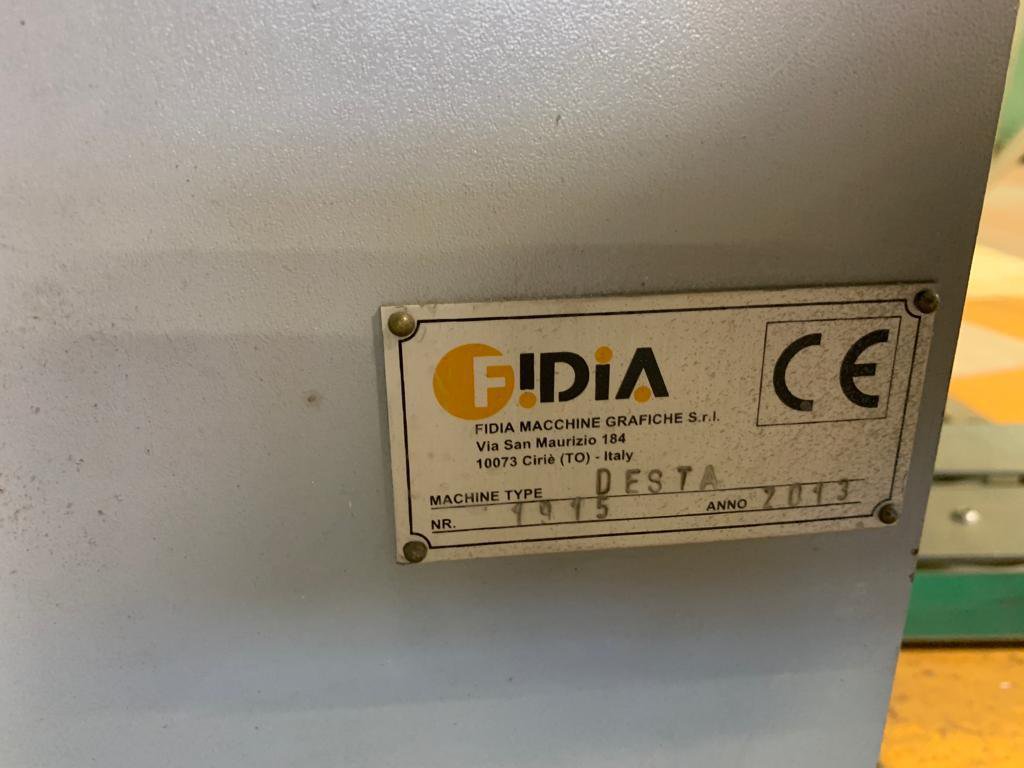 FIDIA
FIDIA MACCHINE GRAFICHE S.r.l.
Via San Maurizio 184
10073 Ciriè (TO) - Italy
MACHINE TYPE DESTA
NR. 1915 ANNO 2013
CE